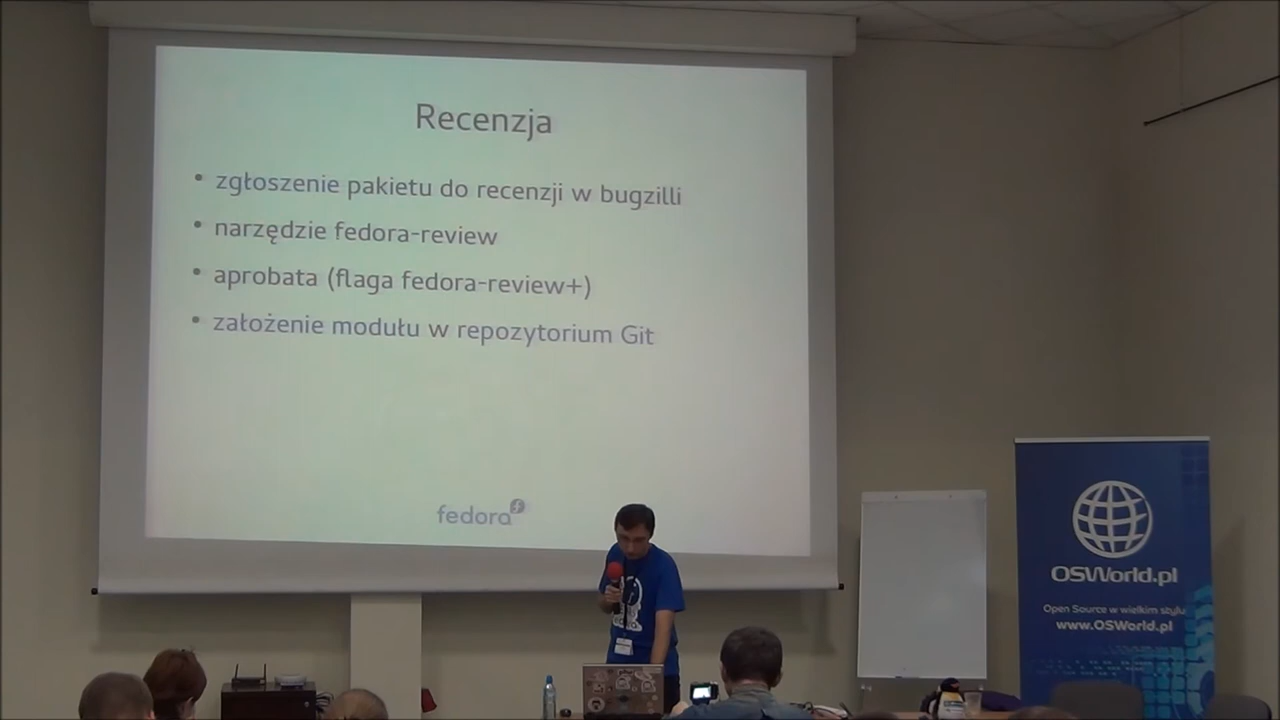 Recenzja
• zgłoszenie pakietu do recenzji w bugzilli
• narzędzie fedora-review
• aprobata (flaga fedora-review+)
• założenie modułu w repozytorium Git
fedora
OSWorld.pl
Open Source w wielkim stylu
www.OSWorld.pl